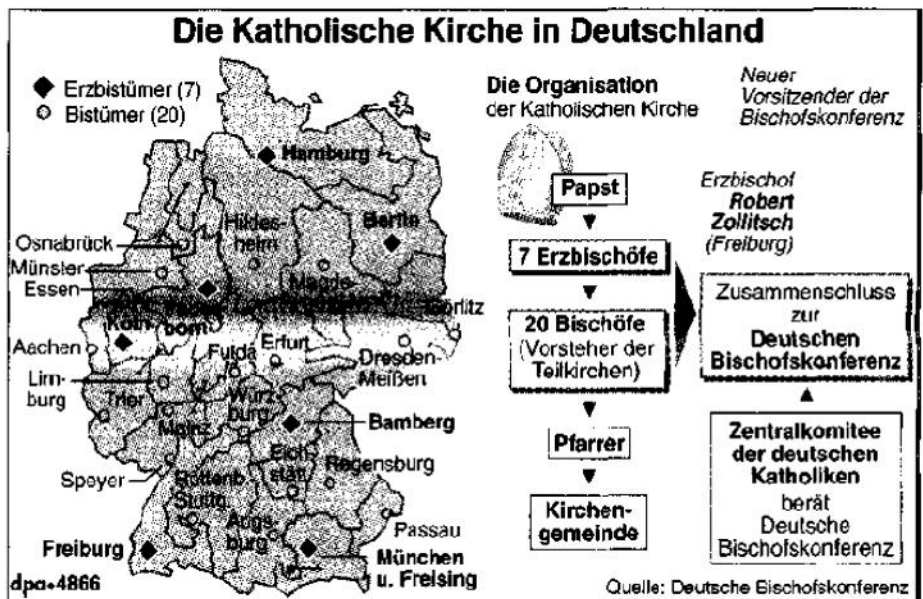 Die Katholische Kirche in Deutschland
Erzbistümer (7)
Bistümer (20)
Hamburg
Berlin
Hildes-
heim
Osnabrück
Münster
Essen
Magde-
Görlitz
Köln
born
Aachen
Fulda
Erfurt
Dresden-
Meißen
Lim-
burg
Trier
Mainz
Würz-
burg
Bamberg
Speyer
Rottenb.
Stuttg.
Eich-
stätt
Regensburg
Augs-
burg
Passau
Freiburg
München
u. Freising
dpa•4866
Die Organisation
der Katholischen Kirche
Papst
7 Erzbischöfe
20 Bischöfe
(Vorsteher der
Teilkirchen)
Pfarrer
Kirchen-
gemeinde
Neuer
Vorsitzender der
Bischofskonferenz
Erzbischof
Robert
Zollitsch
(Freiburg)
Zusammenschluss
zur
Deutschen
Bischofskonferenz
Zentralkomitee
der deutschen
Katholiken
berät
Deutsche
Bischofskonferenz
Quelle: Deutsche Bischofskonferenz